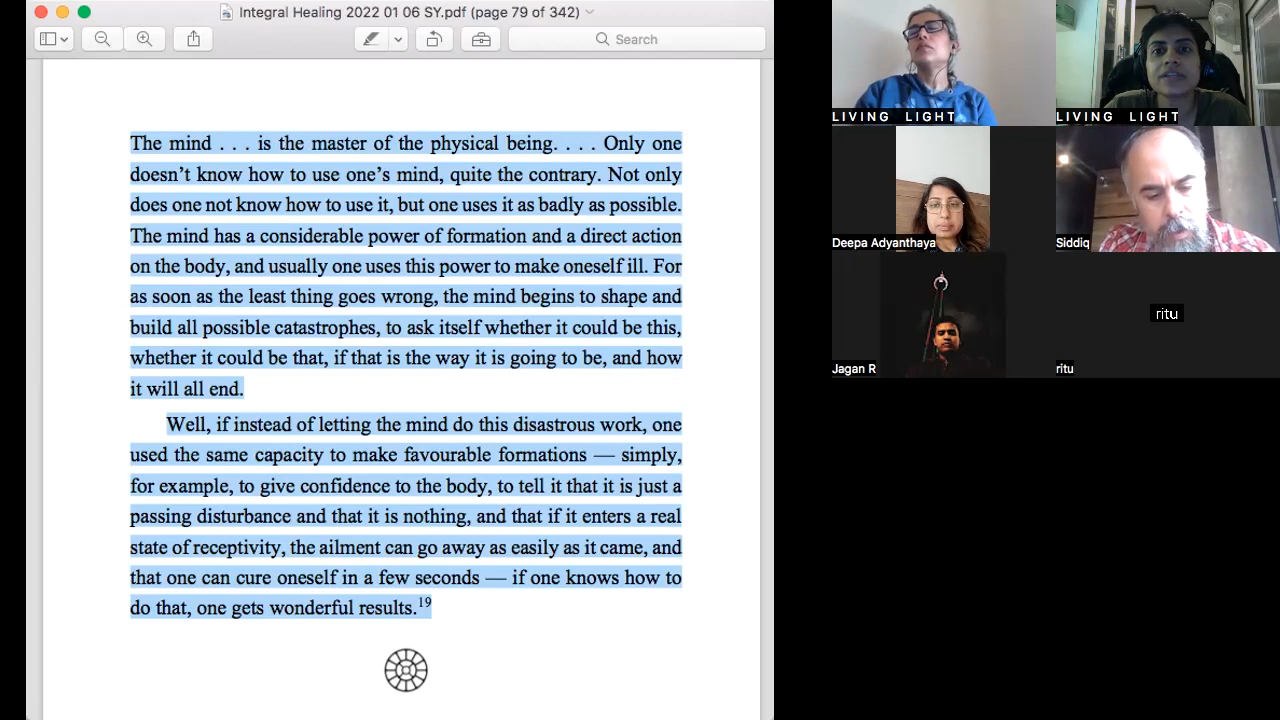 Integral Healing 2022 01 06 SY.pdf (page 79 of 342)
Search
The mind . . . is the master of the physical being. . . . Only one
doesn’t know how to use one’s mind, quite the contrary. Not only
does one not know how to use it, but one uses it as badly as possible.
The mind has a considerable power of formation and a direct action
on the body, and usually one uses this power to make oneself ill. For
as soon as the least thing goes wrong, the mind begins to shape and
build all possible catastrophes, to ask itself whether it could be this,
whether it could be that, if that is the way it is going to be, and how
it will all end.
Well, if instead of letting the mind do this disastrous work, one
used the same capacity to make favourable formations — simply,
for example, to give confidence to the body, to tell it that it is just a
passing disturbance and that it is nothing, and that if it enters a real
state of receptivity, the ailment can go away as easily as it came, and
that one can cure oneself in a few seconds — if one knows how to
do that, one gets wonderful results.19
LIVING LIGHT
LIVING LIGHT
Deepa Adyanthaya
Siddiq
Jagan R
ritu
ritu